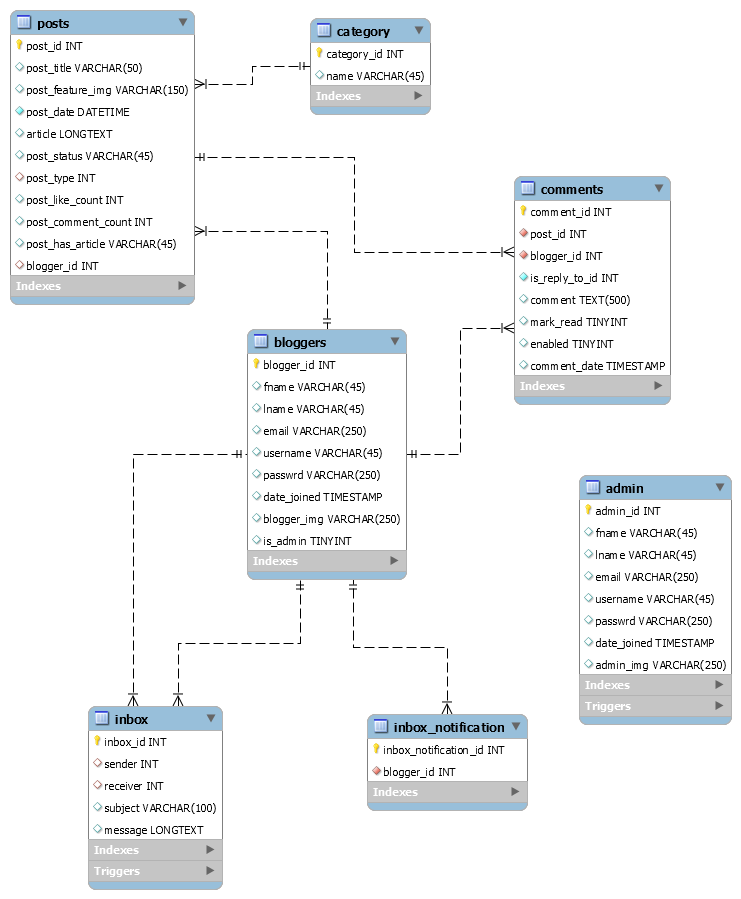 posts
post_id INT
post_title VARCHAR(50)
post_feature_img VARCHAR(150)
post_date DATETIME
article LONGTEXT
post_status VARCHAR(45)
post_type INT
post_like_count INT
post_comment_count INT
post_has_article VARCHAR(45)
blogger_id INT
Indexes
category
category_id INT
name VARCHAR(45)
Indexes
comments
comment_id INT
post_id INT
blogger_id INT
is_reply_to_id INT
comment TEXT(500)
mark_read TINYINT
enabled TINYINT
comment_date TIMESTAMP
Indexes
bloggers
blogger_id INT
fname VARCHAR(45)
lname VARCHAR(45)
email VARCHAR(250)
username VARCHAR(45)
passwrd VARCHAR(250)
date_joined TIMESTAMP
blogger_img VARCHAR(250)
is_admin TINYINT
Indexes
admin
admin_id INT
fname VARCHAR(45)
lname VARCHAR(45)
email VARCHAR(250)
username VARCHAR(45)
passwrd VARCHAR(250)
date_joined TIMESTAMP
admin_img VARCHAR(250)
Indexes
Triggers
inbox
inbox_id INT
sender INT
receiver INT
subject VARCHAR(100)
message LONGTEXT
Indexes
Triggers
inbox_notification
inbox_notification_id INT
blogger_id INT
Indexes